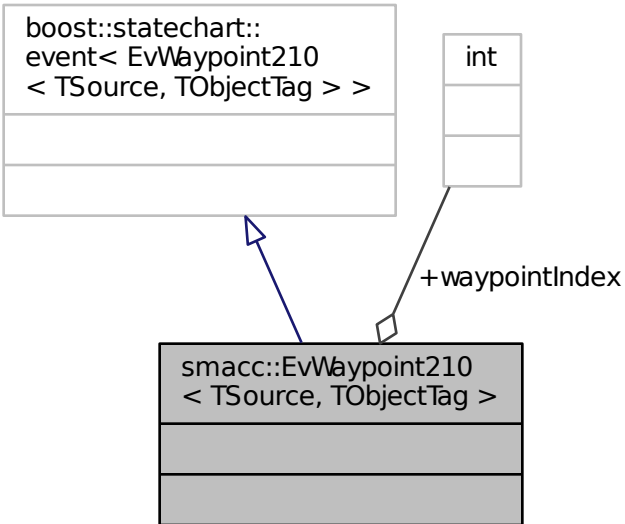 boost::statechart::
event< EvWaypoint210
< TSource, TObjectTag > >
int
+waypointIndex
smacc::EvWaypoint210
< TSource, TObjectTag >